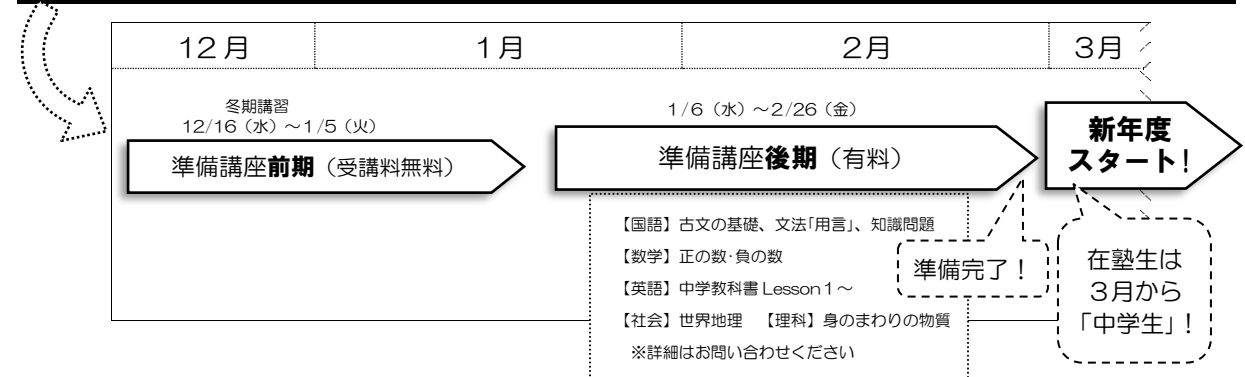 12月
1月
2月
3月
冬期講習
12/16（水）～1/5（火）
準備講座前期（受講料無料）
1/6（水）～2/26（金）
準備講座後期（有料）
新年度
スタート！
【国語】古文の基礎、文法「用言」、知識問題
【数学】正の数･負の数
【英語】中学教科書 Lesson１～
【社会】世界地理　【理科】身のまわりの物質
※詳細はお問い合わせください
準備完了！
在塾生は
３月から
「中学生」！